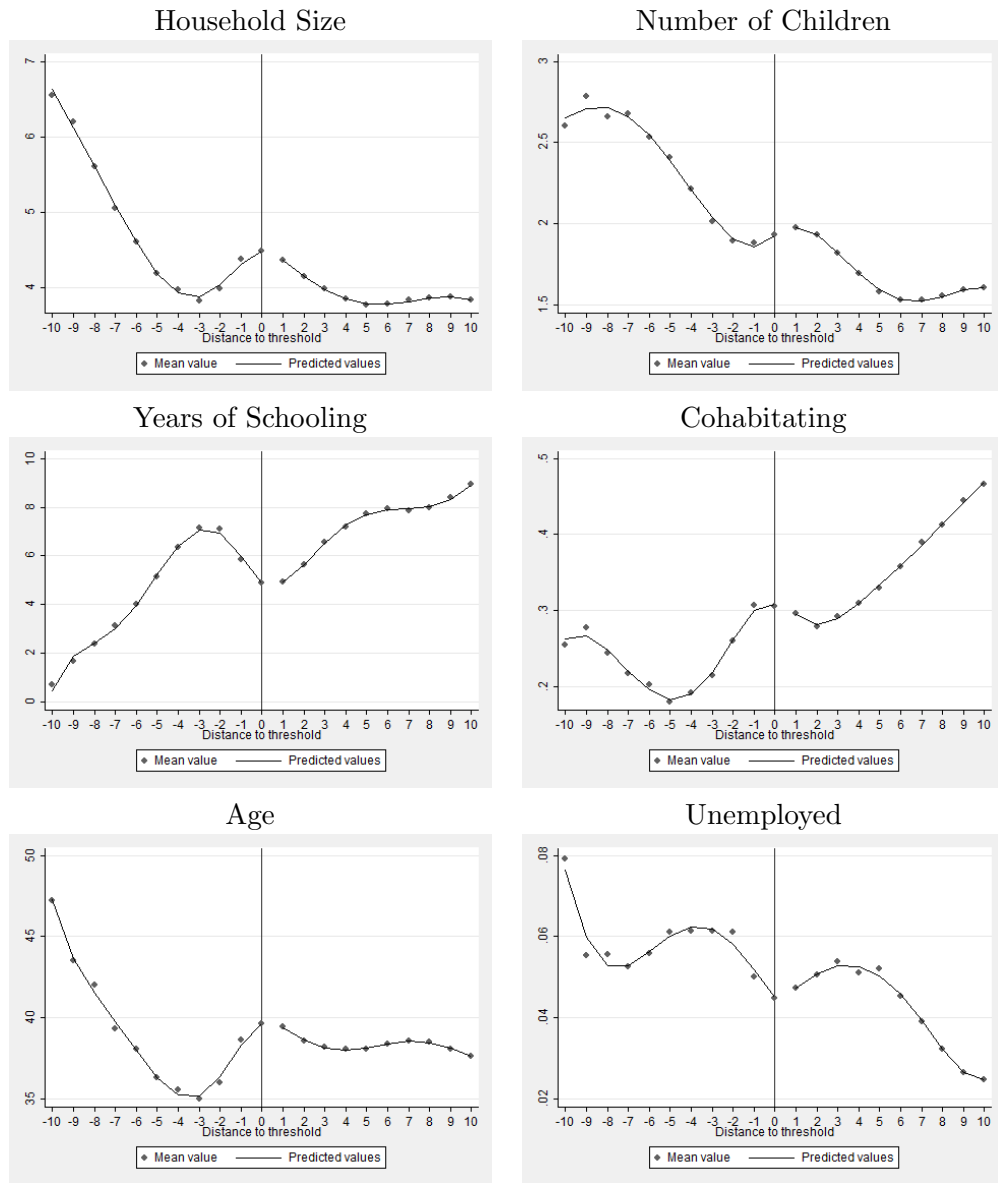 Household Size
Number of Children
7
6
5
4
-10 -9 -8 -7 -6 -5 -4 -3 -2 -1 0 1 2 3 4 5 6 7 8 9 10
Distance to threshold
Mean value Predicted values
3
2.5
2
1.5
-10 -9 -8 -7 -6 -5 -4 -3 -2 -1 0 1 2 3 4 5 6 7 8 9 10
Distance to threshold
Mean value Predicted values
Years of Schooling
Cohabitating
10
8
6
4
2
0
-10 -9 -8 -7 -6 -5 -4 -3 -2 -1 0 1 2 3 4 5 6 7 8 9 10
Distance to threshold
Mean value Predicted values
.5
.4
.3
.2
-10 -9 -8 -7 -6 -5 -4 -3 -2 -1 0 1 2 3 4 5 6 7 8 9 10
Distance to threshold
Mean value Predicted values
Age
Unemployed
50
45
40
35
-10 -9 -8 -7 -6 -5 -4 -3 -2 -1 0 1 2 3 4 5 6 7 8 9 10
Distance to threshold
Mean value Predicted values
.08
.06
.04
.02
-10 -9 -8 -7 -6 -5 -4 -3 -2 -1 0 1 2 3 4 5 6 7 8 9 10
Distance to threshold
Mean value Predicted values